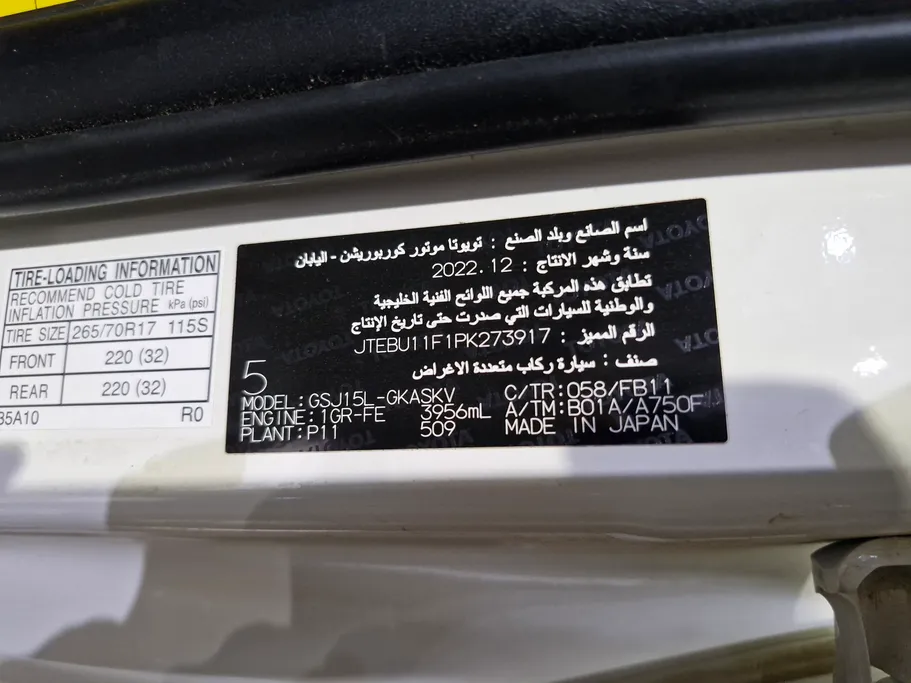 TIRE-LOADING INFORMATION
RECOMMEND COLD TIRE
INFLATION PRESSURE kPa (psi)
TIRE SIZE 265/70R17 115S
FRONT 220 (32)
REAR 220 (32)
35A10 R0
اسم الصانع وبلد الصنع : تويوتا موتور كوربوريشن - اليابان
سنة وشهر الانتاج : 2022.12
تطابق هذه المركبة جميع اللوائح الفنية الخليجية
والوطنية للسيارات التي صدرت حتى تاريخ الإنتاج
الرقم المميز : JTEBU11F1PK273917
صنف : سيارة ركاب متعددة الاغراض
5
MODEL:GSJ15L-GKASKV C/TR:058/FB11
ENGINE:1GR-FE 3956mL A/TM:B01A/A750F
PLANT:P11 509 MADE IN JAPAN